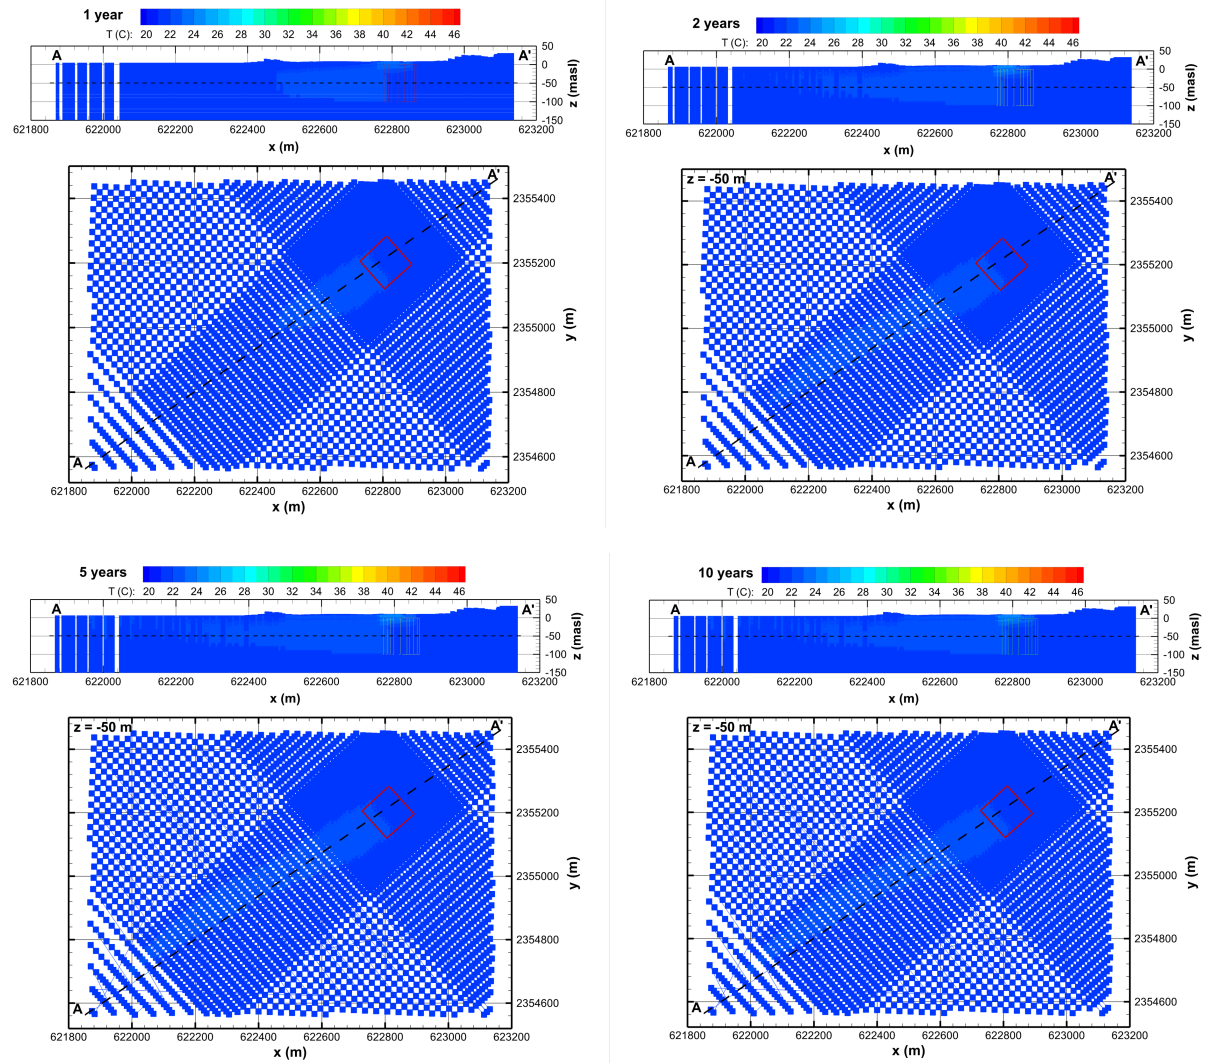 1 year
T (C): 20 22 24 26 28 30 32 34 36 38 40 42 44 46
A A'
50
0
-50
-100
-150
z (masl)
621800 622000 622200 622400 622600 622800 623000 623200
x (m)
A'
2355400
2355200
2355000
2354800
2354600
y (m)
A
621800 622000 622200 622400 622600 622800 623000 623200
x (m)
2 years
T (C): 20 22 24 26 28 30 32 34 36 38 40 42 44 46
A A'
50
0
-50
-100
-150
z (masl)
621800 622000 622200 622400 622600 622800 623000 623200
x (m)
z = -50 m A'
2355400
2355200
2355000
2354800
2354600
y (m)
A
621800 622000 622200 622400 622600 622800 623000 623200
x (m)
5 years
T (C): 20 22 24 26 28 30 32 34 36 38 40 42 44 46
A A'
50
0
-50
-100
-150
z (masl)
621800 622000 622200 622400 622600 622800 623000 623200
x (m)
z = -50 m A'
2355400
2355200
2355000
2354800
2354600
y (m)
A
621800 622000 622200 622400 622600 622800 623000 623200
x (m)
10 years
T (C): 20 22 24 26 28 30 32 34 36 38 40 42 44 46
A A'
50
0
-50
-100
-150
z (masl)
621800 622000 622200 622400 622600 622800 623000 623200
x (m)
z = -50 m A'
2355400
2355200
2355000
2354800
2354600
y (m)
A
621800 622000 622200 622400 622600 622800 623000 623200
x (m)